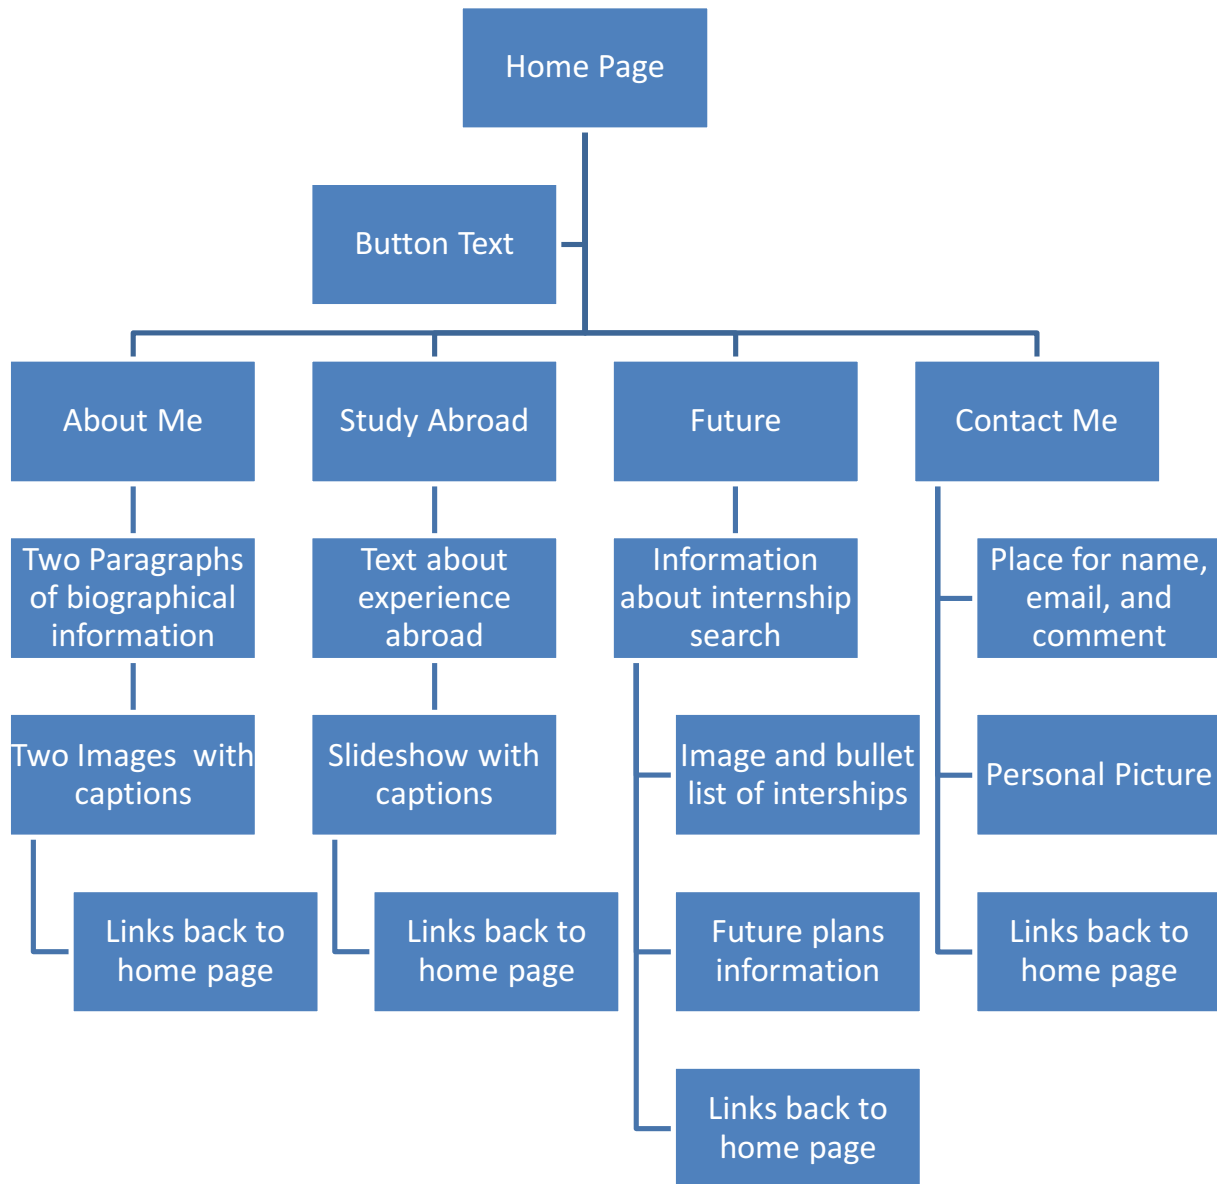 Home Page
Button Text
About Me
Study Abroad
Future
Contact Me
Two Paragraphs
of biographical
information
Text about
experience
abroad
Information
about internship
search
Place for name,
email, and
comment
Two Images  with
captions
Slideshow with
captions
Image and bullet
list of interships
Personal Picture
Links back to
home page
Links back to
home page
Future plans
information
Links back to
home page
Links back to
home page